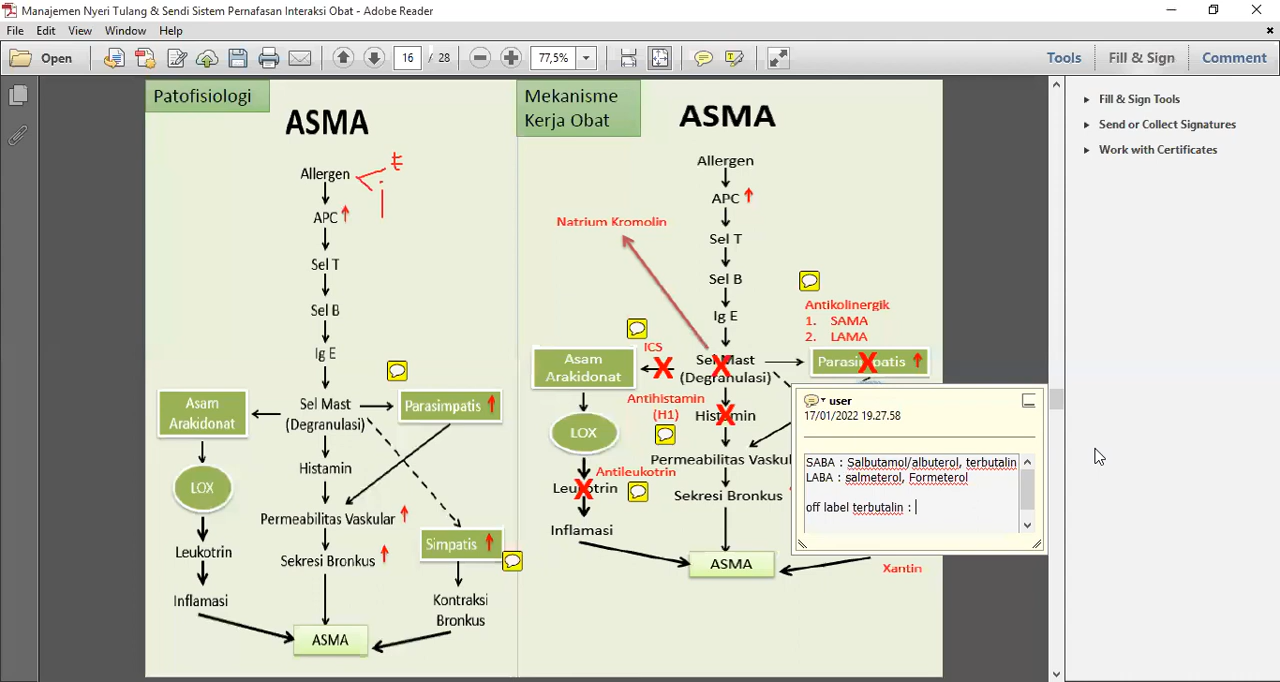 Manajemen Nyeri Tulang & Sendi Sistem Pernafasan Interaksi Obat - Adobe Reader
File Edit View Window Help
Open 16 / 28 77,5% Tools Fill & Sign Comment
Fill & Sign Tools
Send or Collect Signatures
Work with Certificates
Patofisiologi
ASMA
Allergen
APC
Sel T
Sel B
Ig E
Sel Mast
(Degranulasi)
Asam
Arakidonat
Parasimpatis
LOX
Histamin
Permeabilitas Vaskular
Simpatis
Leukotrin
Sekresi Bronkus
Inflamasi
Kontraksi
Bronkus
ASMA
Mekanisme
Kerja Obat
ASMA
Allergen
APC
Natrium Kromolin
Sel T
Sel B
Ig E
Antikolinergik
1. SAMA
2. LAMA
ICS
Asam
Arakidonat
Sel Mast
(Degranulasi)
Parasimpatis
Antihistamin
(H1)
Histamin
LOX
Permeabilitas Vaskul
Antileukotrin
Leukotrin
Sekresi Bronkus
Inflamasi
ASMA
Xantin
user
17/01/2022 19.27.58
SABA : Salbutamol/albuterol, terbutalin
LABA : salmeterol, Formeterol
off label terbutalin :